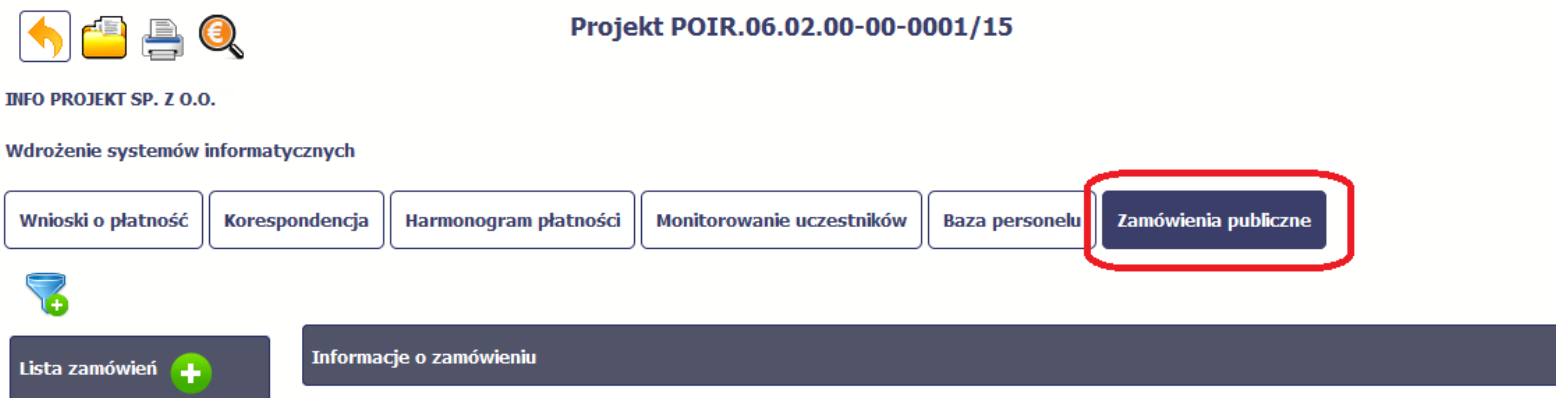 Projekt POIR.06.02.00-00-0001/15
INFO PROJEKT SP. Z O.O.
Wdrożenie systemów informatycznych
Wnioski o płatność Korespondencja Harmonogram płatności Monitorowanie uczestników Baza personelu Zamówienia publiczne
Lista zamówień Informacje o zamówieniu